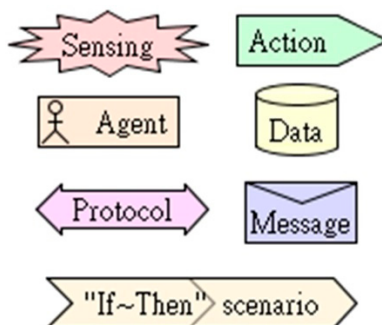 Sensing
Action
Agent
Data
Protocol
Message
"If~Then" scenario